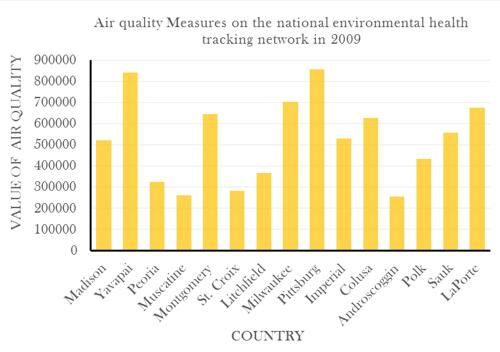 Air quality Measures on the national environmental health
tracking network in 2009
VALUE OF AIR QUALITY
900000
800000
700000
600000
500000
400000
300000
200000
100000
0
Madison
Yavapai
Peoria
Muscatine
Montgomery
St. Croix
Litchfield
Milwaukee
Pittsburg
Imperial
Colusa
Androscoggin
Polk
Sauk
LaPorte
COUNTRY